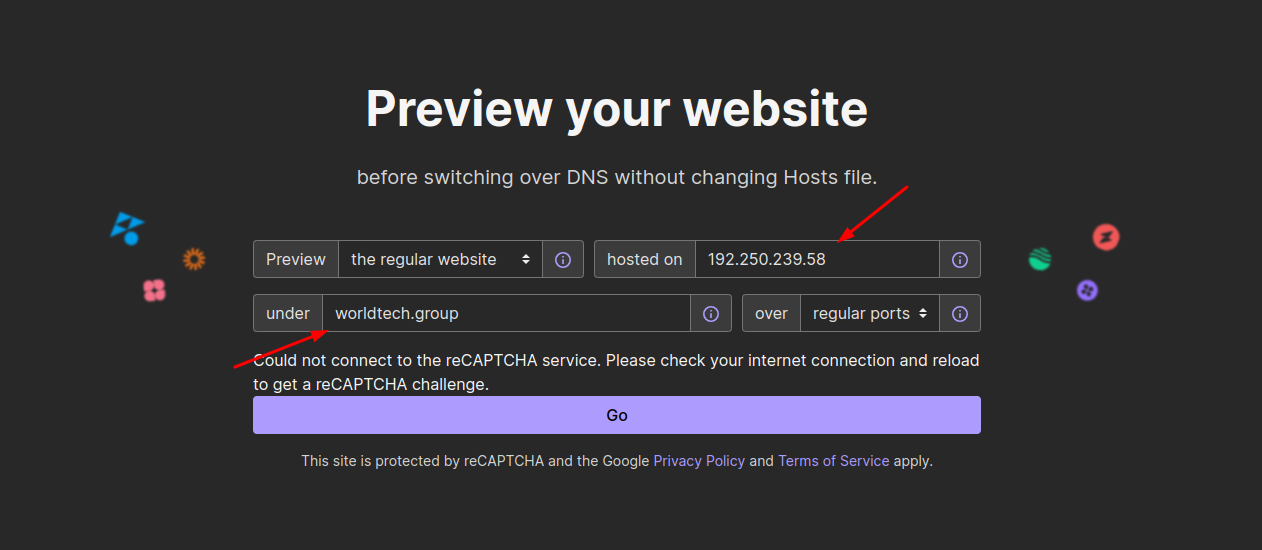 Preview your website
before switching over DNS without changing Hosts file.
Preview the regular website hosted on 192.250.239.58
under worldtech.group over regular ports
Could not connect to the reCAPTCHA service. Please check your internet connection and reload
to get a reCAPTCHA challenge.
Go
This site is protected by reCAPTCHA and the Google Privacy Policy and Terms of Service apply.